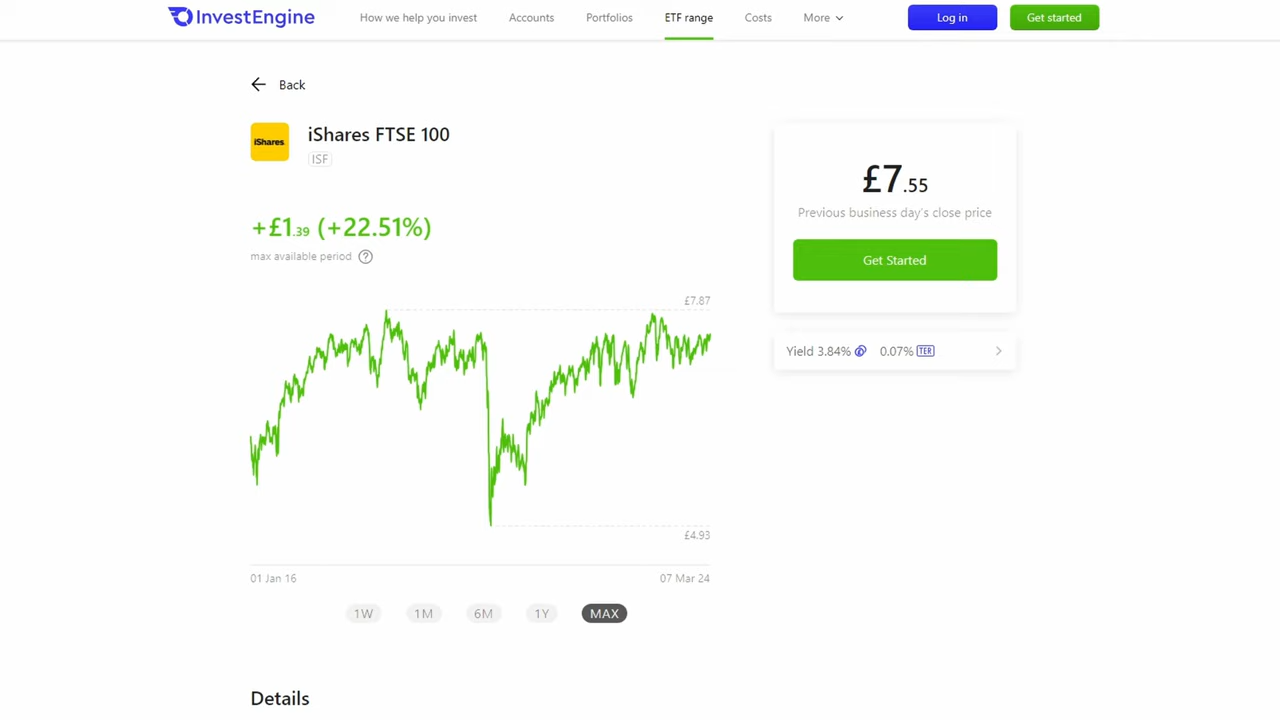 InvestEngine How we help you invest Accounts Portfolios ETF range Costs More Log in Get started
Back
iShares
iShares FTSE 100
ISF
£7.55
Previous business day's close price
Get Started
+£1.39 (+22.51%)
max available period ?
£7.87
Yield 3.84% 0.07% TER
£4.93
01 Jan 16 07 Mar 24
1W 1M 6M 1Y MAX
Details